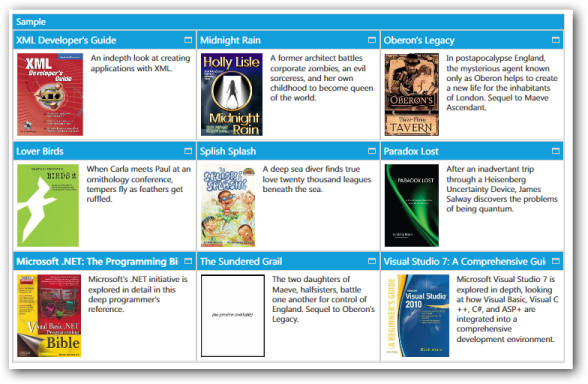 Sample
XML Developer's Guide
XML
Developer's
Guide
An indepth look at creating
applications with XML.
Midnight Rain
Holly Lisle
Midnight
Rain
A former architect battles
corporate zombies, an evil
sorceress, and her own
childhood to become queen
of the world.
Oberon's Legacy
OBERON'S
TAVERN
In postapocalypse England,
the mysterious agent known
only as Oberon helps to create
a new life for the inhabitants
of London. Sequel to Maeve
Ascendant.
Lover Birds
BIRDS 2
When Carla meets Paul at an
ornithology conference,
tempers fly as feathers get
ruffled.
Splish Splash
SPLISH
SPLASH!
A deep sea diver finds true
love twenty thousand leagues
beneath the sea.
Paradox Lost
PARADOX LOST
After an inadvertant trip
through a Heisenberg
Uncertainty Device, James
Salway discovers the problems
of being quantum.
Microsoft .NET: The Programming Bi
Visual Basic .NET
Programming
Bible
Microsoft's .NET initiative is
explored in detail in this
deep programmer's
reference.
The Sundered Grail
(no preview available)
The two daughters of
Maeve, halfsisters, battle
one another for control of
England. Sequel to Oberon's
Legacy.
Visual Studio 7: A Comprehensive Gui
A BEGINNER'S GUIDE
Microsoft
Visual Studio
2010
Microsoft Visual Studio 7 is
explored in depth, looking
at how Visual Basic, Visual C
++, C#, and ASP+ are
integrated into a
comprehensive
development environment.